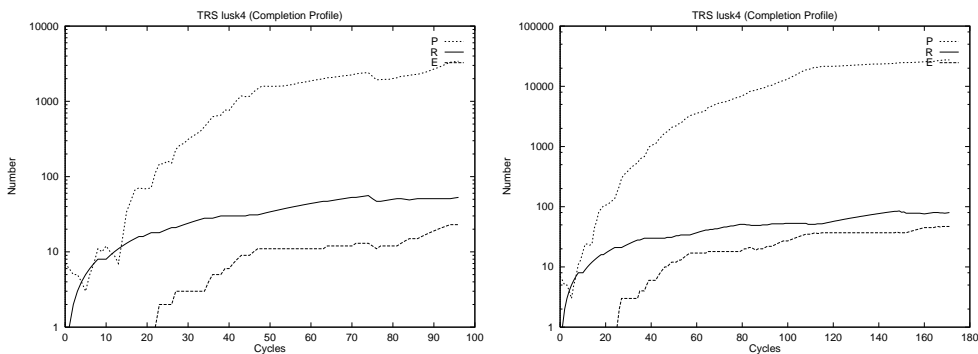 TRS lusk4 (Completion Profile)
10000
1000
100
10
1
Number
0 10 20 30 40 50 60 70 80 90 100
Cycles
P
R
E
TRS lusk4 (Completion Profile)
100000
10000
1000
100
10
1
Number
0 20 40 60 80 100 120 140 160 180
Cycles
P
R
E